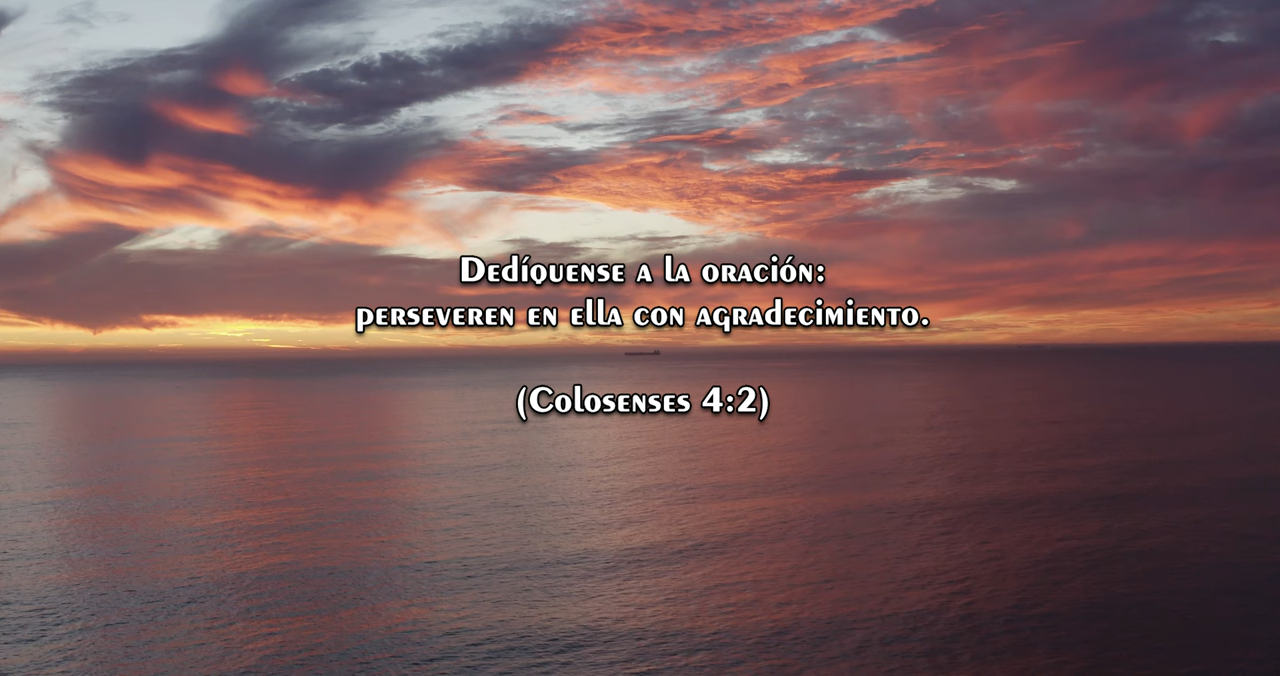 Dedíquense a la oración:
perseveren en ella con agradecimiento.
(Colosenses 4:2)